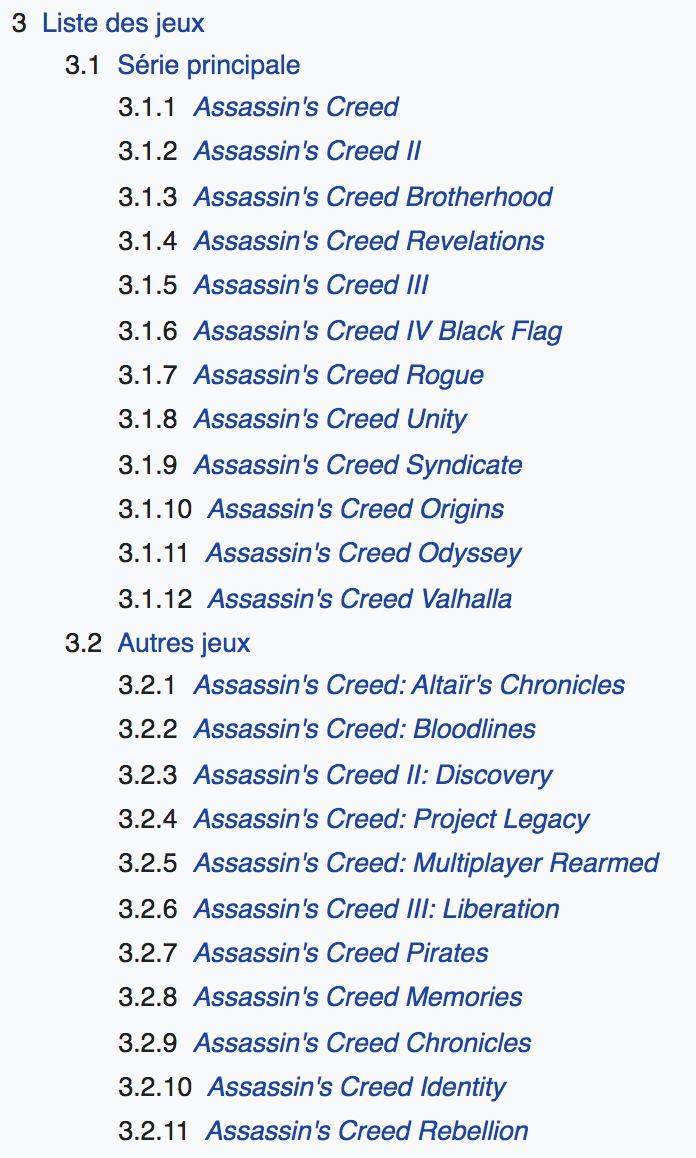 3 Liste des jeux
3.1 Série principale
3.1.1 Assassin's Creed
3.1.2 Assassin's Creed II
3.1.3 Assassin's Creed Brotherhood
3.1.4 Assassin's Creed Revelations
3.1.5 Assassin's Creed III
3.1.6 Assassin's Creed IV Black Flag
3.1.7 Assassin's Creed Rogue
3.1.8 Assassin's Creed Unity
3.1.9 Assassin's Creed Syndicate
3.1.10 Assassin's Creed Origins
3.1.11 Assassin's Creed Odyssey
3.1.12 Assassin's Creed Valhalla
3.2 Autres jeux
3.2.1 Assassin's Creed: Altaïr's Chronicles
3.2.2 Assassin's Creed: Bloodlines
3.2.3 Assassin's Creed II: Discovery
3.2.4 Assassin's Creed: Project Legacy
3.2.5 Assassin's Creed: Multiplayer Rearmed
3.2.6 Assassin's Creed III: Liberation
3.2.7 Assassin's Creed Pirates
3.2.8 Assassin's Creed Memories
3.2.9 Assassin's Creed Chronicles
3.2.10 Assassin's Creed Identity
3.2.11 Assassin's Creed Rebellion